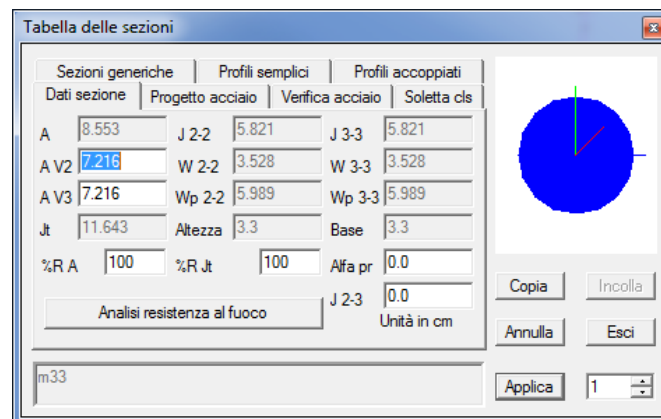 Tabella delle sezioni
Sezioni generiche Profili semplici Profili accoppiati
Dati sezione Progetto acciaio Verifica acciaio Soletta cls
A 8.553 J 2-2 5.821 J 3-3 5.821
A V2 7.216 W 2-2 3.528 W 3-3 3.528
A V3 7.216 Wp 2-2 5.989 Wp 3-3 5.989
Jt 11.643 Altezza 3.3 Base 3.3
%R A 100 %R Jt 100 Alfa pr 0.0
Analisi resistenza al fuoco J 2-3 0.0
Unità in cm
Copia Incolla
Annulla Esci
m33
Applica 1